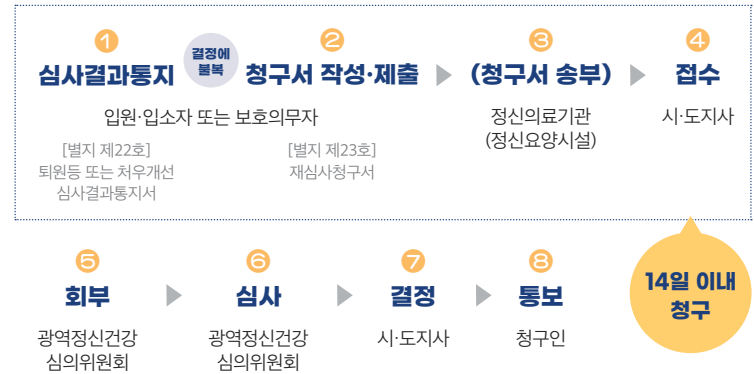 1
심사결과통지
결정에
불복
2
청구서 작성·제출
3
(청구서 송부)
4
접수
입원·입소자 또는 보호의무자
정신의료기관
(정신요양시설)
시·도지사
[별지 제22호]
퇴원등 또는 처우개선
심사결과통지서
[별지 제23호]
재심사청구서
14일 이내
청구
5
회부
광역정신건강
심의위원회
6
심사
광역정신건강
심의위원회
7
결정
시·도지사
8
통보
청구인